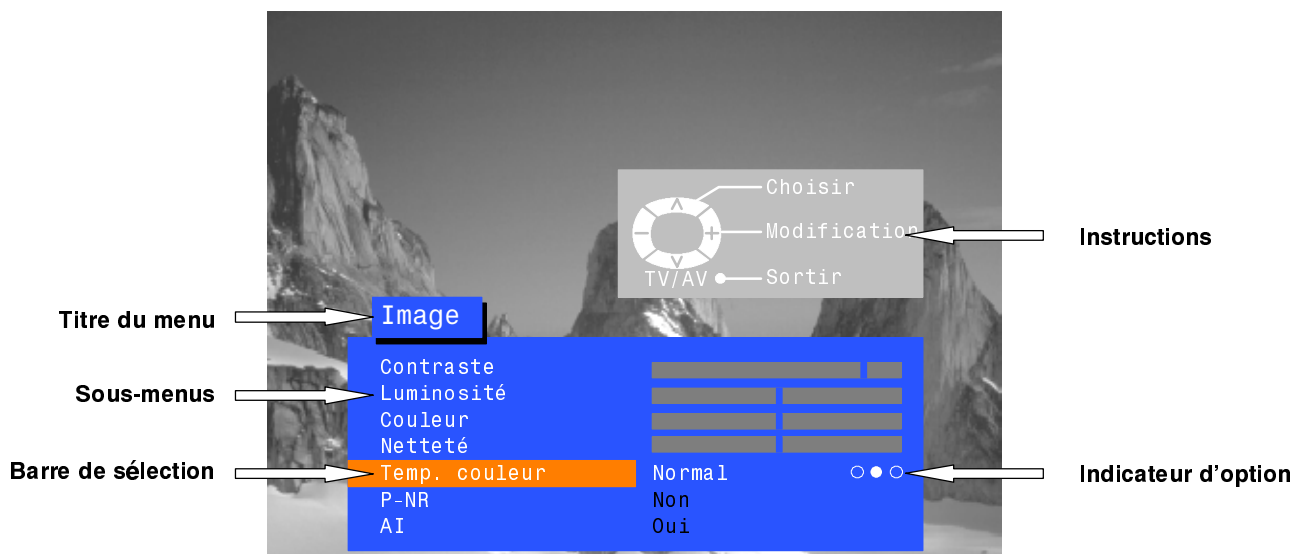 Choisir
Modification
TV/AV
Sortir
Instructions
Titre du menu
Image
Contraste
Sous-menus
Luminosité
Couleur
Netteté
Barre de sélection
Temp. couleur
Normal
Indicateur d'option
P-NR
Non
AI
Oui